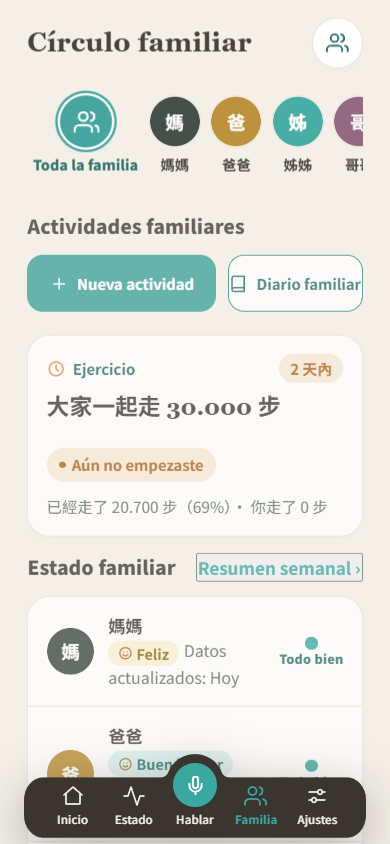 Círculo familiar
媽 爸 姊
Toda la familia 媽媽 爸爸 姊姊
Actividades familiares
Nueva actividad Diario familiar
Ejercicio 2 天內
大家一起走 30.000 步
Aún no empezaste
已經走了 20.700 步（69%）· 你走了 0 步
Estado familiar Resumen semanal ›
媽媽
媽 Feliz Datos Todo bien
actualizados: Hoy
爸爸
Inicio Estado Hablar Familia Ajustes